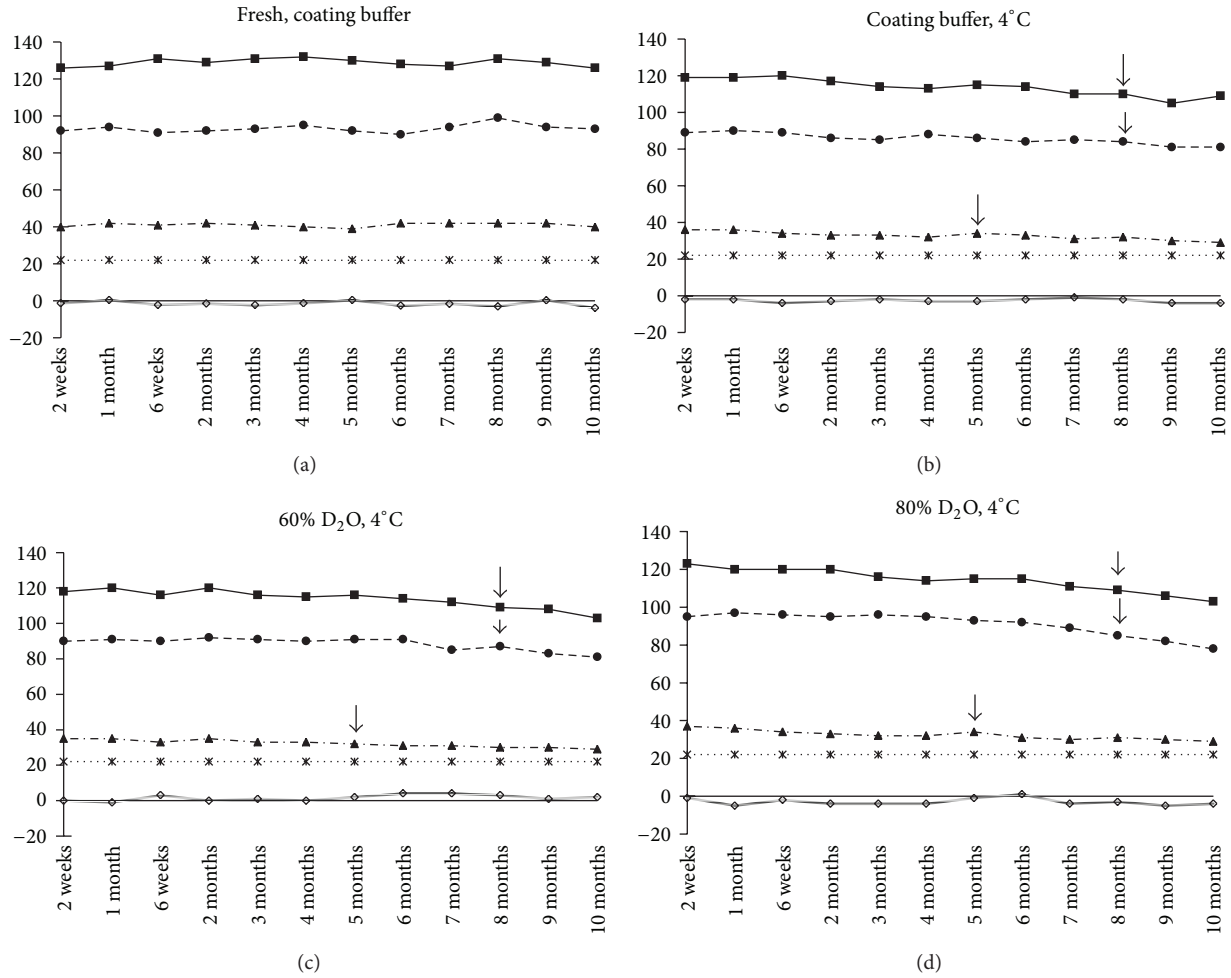 Fresh, coating buffer
140
120
100
80
60
40
20
0
−20
2 weeks
1 month
6 weeks
2 months
3 months
4 months
5 months
6 months
7 months
8 months
9 months
10 months
(a)
Coating buffer, 4°C
140
120
100
80
60
40
20
0
−20
2 weeks
1 month
6 weeks
2 months
3 months
4 months
5 months
6 months
7 months
8 months
9 months
10 months
(b)
60% D₂O, 4°C
140
120
100
80
60
40
20
0
−20
2 weeks
1 month
6 weeks
2 months
3 months
4 months
5 months
6 months
7 months
8 months
9 months
10 months
(c)
80% D₂O, 4°C
140
120
100
80
60
40
20
0
−20
2 weeks
1 month
6 weeks
2 months
3 months
4 months
5 months
6 months
7 months
8 months
9 months
10 months
(d)